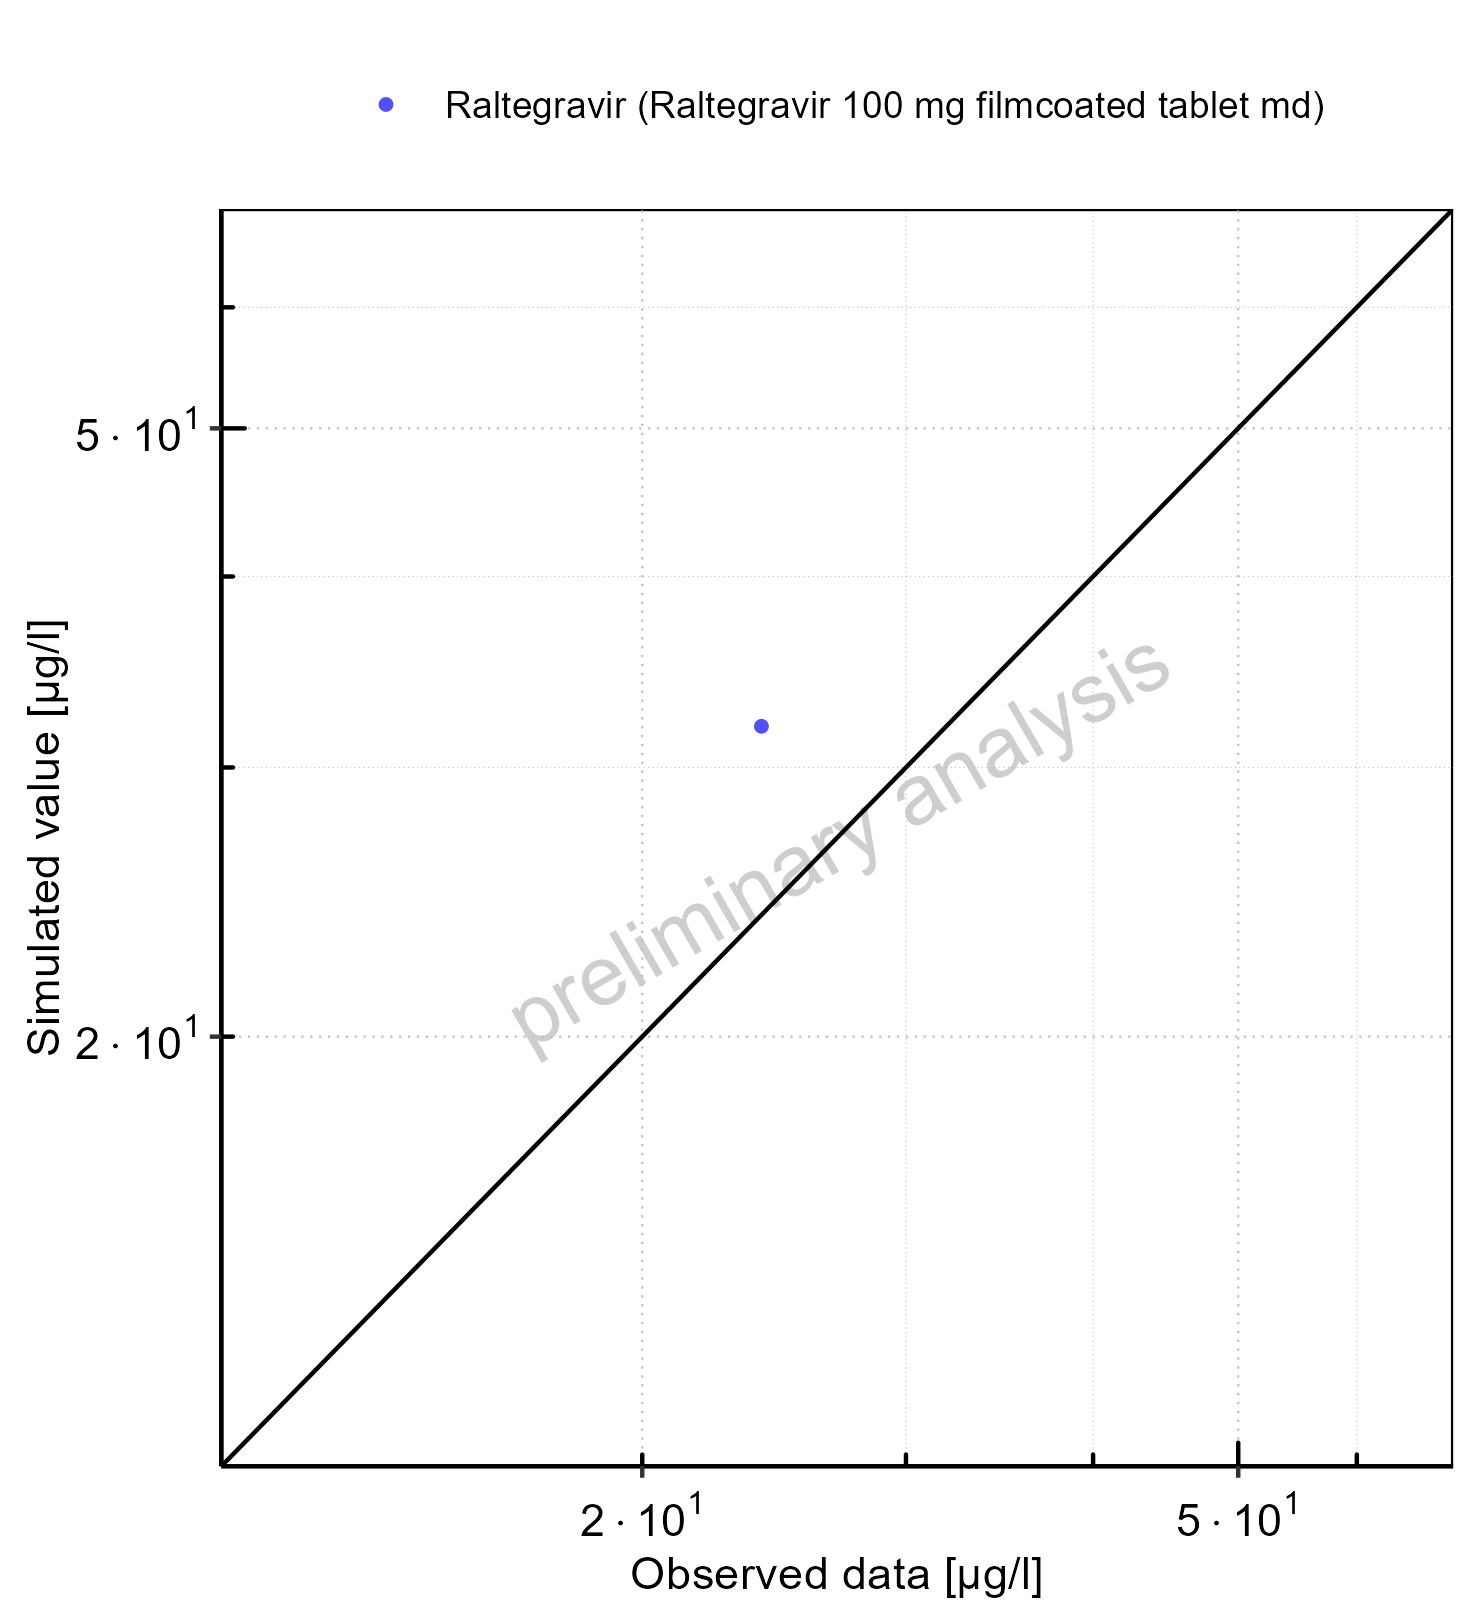 Raltegravir (Raltegravir 100 mg filmcoated tablet md)
5 · 10¹
2 · 10¹
Simulated value [µg/l]
preliminary analysis
2 · 10¹
5 · 10¹
Observed data [µg/l]